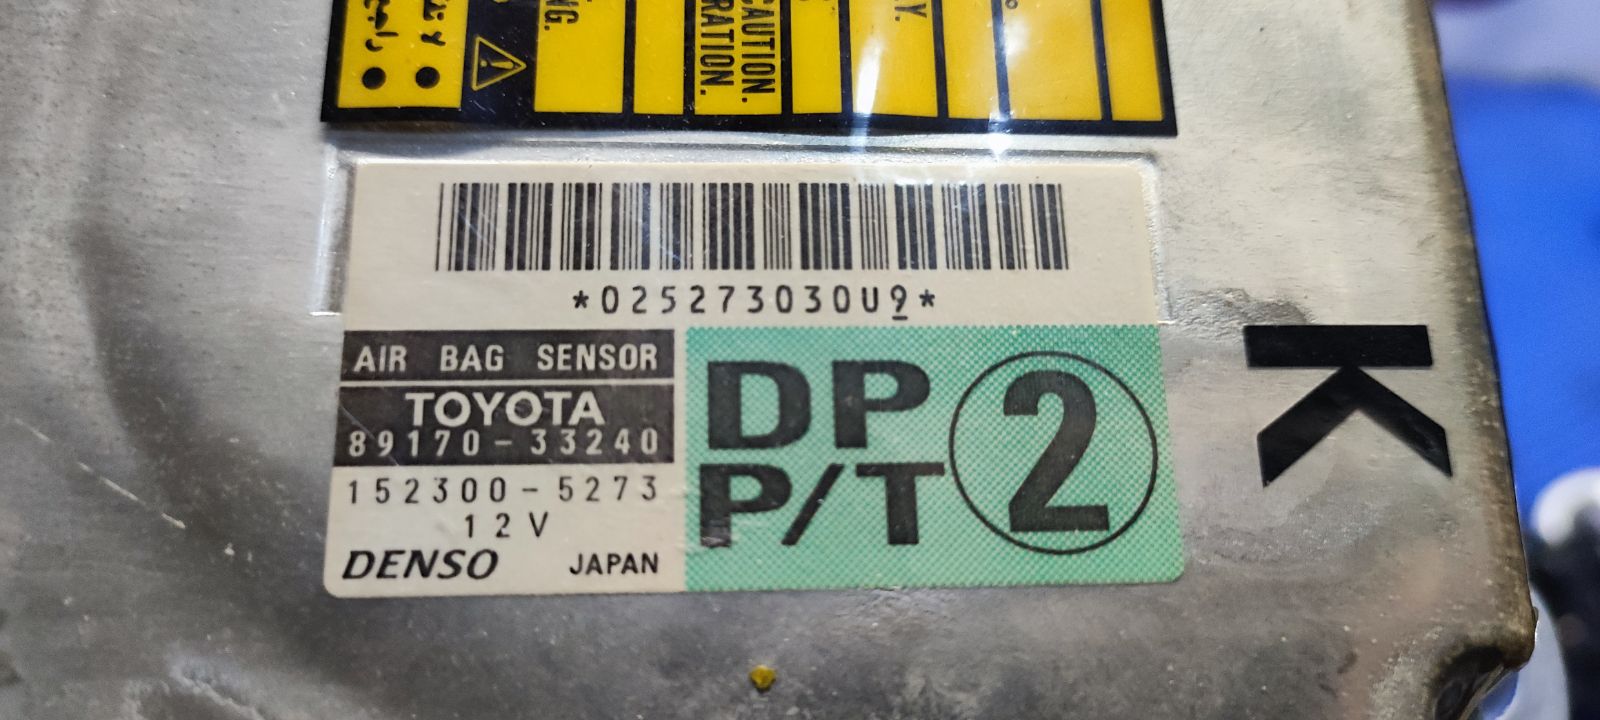 RATION.
CAUTION.
*025273030U9*
AIR BAG SENSOR
TOYOTA
89170-33240
152300-5273
12V
DENSO JAPAN
DP
P/T
2
K